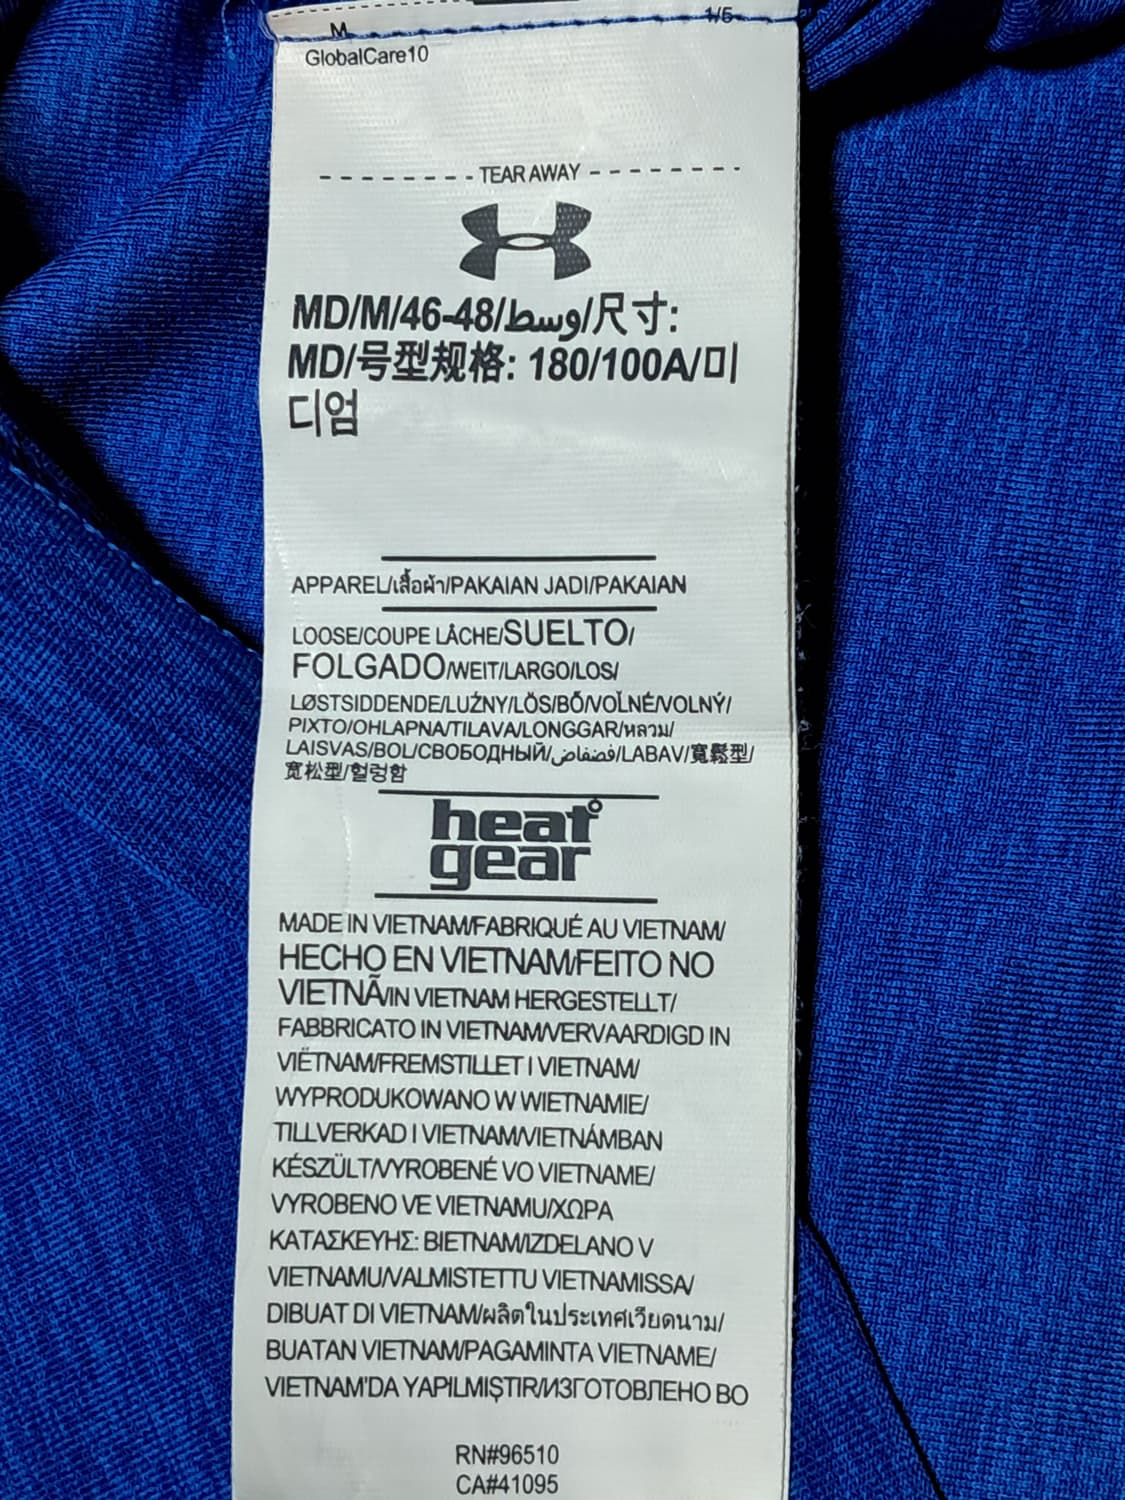 M
1/5
GlobalCare10
TEAR AWAY
MD/M/46-48/وسط/尺寸:
MD/号型规格: 180/100A/미
디엄
APPAREL/เสื้อผ้า/PAKAIAN JADI/PAKAIAN
LOOSE/COUPE LÂCHE/SUELTO/
FOLGADO/WEIT/LARGO/LOS/
LØSTSIDDENDE/LUŹNY/LÖS/BŐ/VOĽNÉ/VOLNÝ/
PIXTO/OHLAPNA/TILAVA/LONGGAR/หลวม/
LAISVAS/BOL/СВОБОДНЫЙ/فضفاض/LABAV/寬鬆型/
宽松型/헐렁함
heat
gear
MADE IN VIETNAM/FABRIQUÉ AU VIETNAM/
HECHO EN VIETNAM/FEITO NO
VIETNÃ/IN VIETNAM HERGESTELLT/
FABBRICATO IN VIETNAM/VERVAARDIGD IN
VIËTNAM/FREMSTILLET I VIETNAM/
WYPRODUKOWANO W WIETNAMIE/
TILLVERKAD I VIETNAM/VIETNÁMBAN
KÉSZÜLT/VYROBENÉ VO VIETNAME/
VYROBENO VE VIETNAMU/ΧΩΡΑ
ΚΑΤΑΣΚΕΥΗΣ: ΒΙΕΤΝΑΜ/IZDELANO V
VIETNAMU/VALMISTETTU VIETNAMISSA/
DIBUAT DI VIETNAM/ผลิตในประเทศเวียดนาม/
BUATAN VIETNAM/PAGAMINTA VIETNAME/
VIETNAM'DA YAPILMIŞTIR/ИЗГОТОВЛЕНО ВО
RN#96510
CA#41095